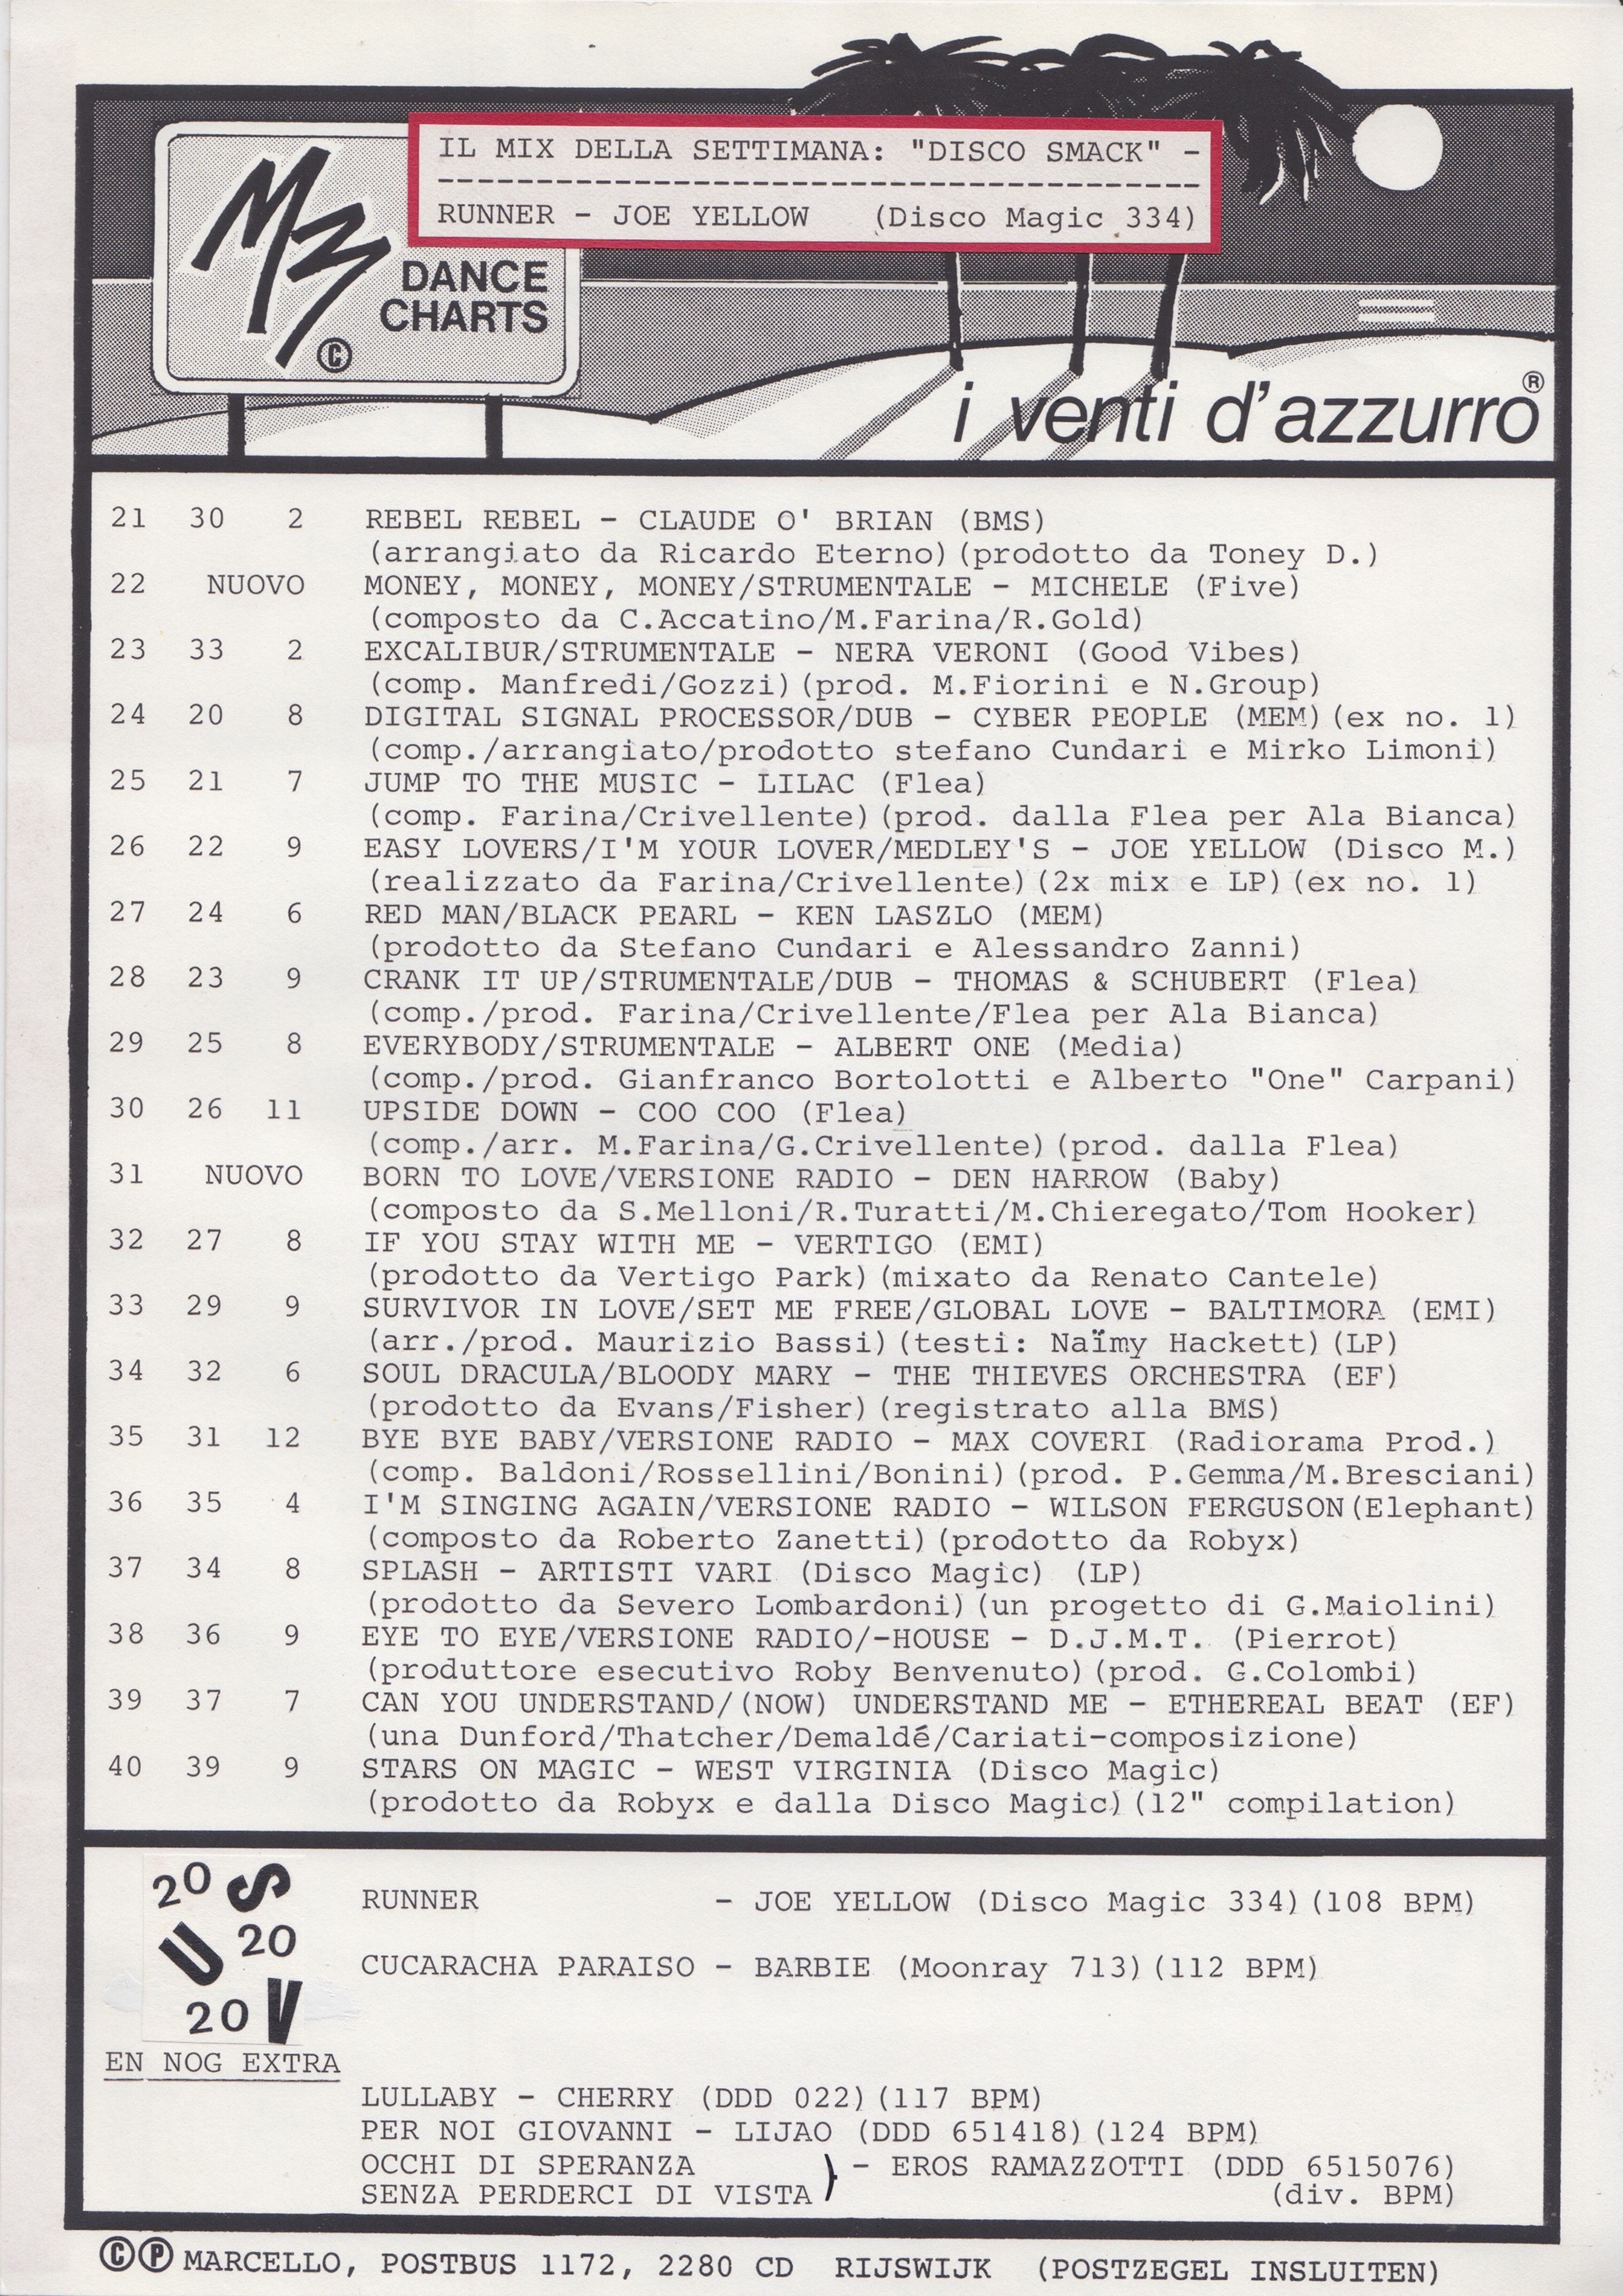 IL MIX DELLA SETTIMANA: "DISCO SMACK" -
RUNNER - JOE YELLOW (Disco Magic 334)
M3
DANCE
CHARTS
©
i venti d'azzurro®
21 30 2 REBEL REBEL - CLAUDE O' BRIAN (BMS)
(arrangiato da Ricardo Eterno)(prodotto da Toney D.)
22 NUOVO MONEY, MONEY, MONEY/STRUMENTALE - MICHELE (Five)
(composto da C.Accatino/M.Farina/R.Gold)
23 33 2 EXCALIBUR/STRUMENTALE - NERA VERONI (Good Vibes)
(comp. Manfredi/Gozzi)(prod. M.Fiorini e N.Group)
24 20 8 DIGITAL SIGNAL PROCESSOR/DUB - CYBER PEOPLE (MEM)(ex no. 1)
(comp./arrangiato/prodotto stefano Cundari e Mirko Limoni)
25 21 7 JUMP TO THE MUSIC - LILAC (Flea)
(comp. Farina/Crivellente)(prod. dalla Flea per Ala Bianca)
26 22 9 EASY LOVERS/I'M YOUR LOVER/MEDLEY'S - JOE YELLOW (Disco M.)
(realizzato da Farina/Crivellente)(2x mix e LP)(ex no. 1)
27 24 6 RED MAN/BLACK PEARL - KEN LASZLO (MEM)
(prodotto da Stefano Cundari e Alessandro Zanni)
28 23 9 CRANK IT UP/STRUMENTALE/DUB - THOMAS & SCHUBERT (Flea)
(comp./prod. Farina/Crivellente/Flea per Ala Bianca)
29 25 8 EVERYBODY/STRUMENTALE - ALBERT ONE (Media)
(comp./prod. Gianfranco Bortolotti e Alberto "One" Carpani)
30 26 11 UPSIDE DOWN - COO COO (Flea)
(comp./arr. M.Farina/G.Crivellente)(prod. dalla Flea)
31 NUOVO BORN TO LOVE/VERSIONE RADIO - DEN HARROW (Baby)
(composto da S.Melloni/R.Turatti/M.Chieregato/Tom Hooker)
32 27 8 IF YOU STAY WITH ME - VERTIGO (EMI)
(prodotto da Vertigo Park)(mixato da Renato Cantele)
33 29 9 SURVIVOR IN LOVE/SET ME FREE/GLOBAL LOVE - BALTIMORA (EMI)
(arr./prod. Maurizio Bassi)(testi: Naïmy Hackett)(LP)
34 32 6 SOUL DRACULA/BLOODY MARY - THE THIEVES ORCHESTRA (EF)
(prodotto da Evans/Fisher)(registrato alla BMS)
35 31 12 BYE BYE BABY/VERSIONE RADIO - MAX COVERI (Radiorama Prod.)
(comp. Baldoni/Rossellini/Bonini)(prod. P.Gemma/M.Bresciani)
36 35 4 I'M SINGING AGAIN/VERSIONE RADIO - WILSON FERGUSON(Elephant)
(composto da Roberto Zanetti)(prodotto da Robyx)
37 34 8 SPLASH - ARTISTI VARI (Disco Magic) (LP)
(prodotto da Severo Lombardoni)(un progetto di G.Maiolini)
38 36 9 EYE TO EYE/VERSIONE RADIO/-HOUSE - D.J.M.T. (Pierrot)
(produttore esecutivo Roby Benvenuto)(prod. G.Colombi)
39 37 7 CAN YOU UNDERSTAND/(NOW) UNDERSTAND ME - ETHEREAL BEAT (EF)
(una Dunford/Thatcher/Demaldé/Cariati-composizione)
40 39 9 STARS ON MAGIC - WEST VIRGINIA (Disco Magic)
(prodotto da Robyx e dalla Disco Magic)(12" compilation)
20 S
U 20
20 V
RUNNER - JOE YELLOW (Disco Magic 334)(108 BPM)
CUCARACHA PARAISO - BARBIE (Moonray 713)(112 BPM)
EN NOG EXTRA
LULLABY - CHERRY (DDD 022)(117 BPM)
PER NOI GIOVANNI - LIJAO (DDD 651418)(124 BPM)
OCCHI DI SPERANZA } - EROS RAMAZZOTTI (DDD 6515076)
SENZA PERDERCI DI VISTA (div. BPM)
©℗ MARCELLO, POSTBUS 1172, 2280 CD RIJSWIJK (POSTZEGEL INSLUITEN)